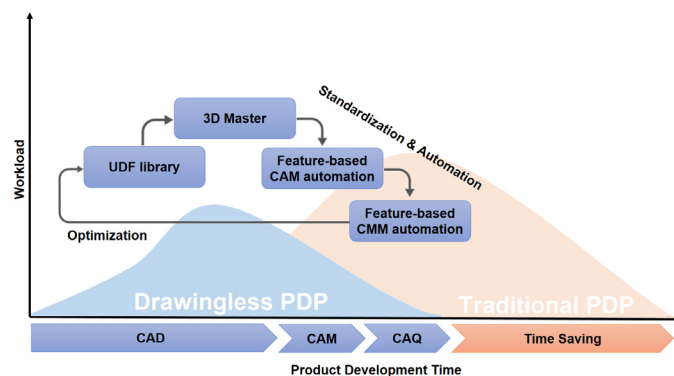 Standardization & Automation
3D Master
UDF library
Feature-based
CAM automation
Feature-based
CMM automation
Workload
Optimization
Drawingless PDP
Traditional PDP
CAD
CAM
CAQ
Time Saving
Product Development Time